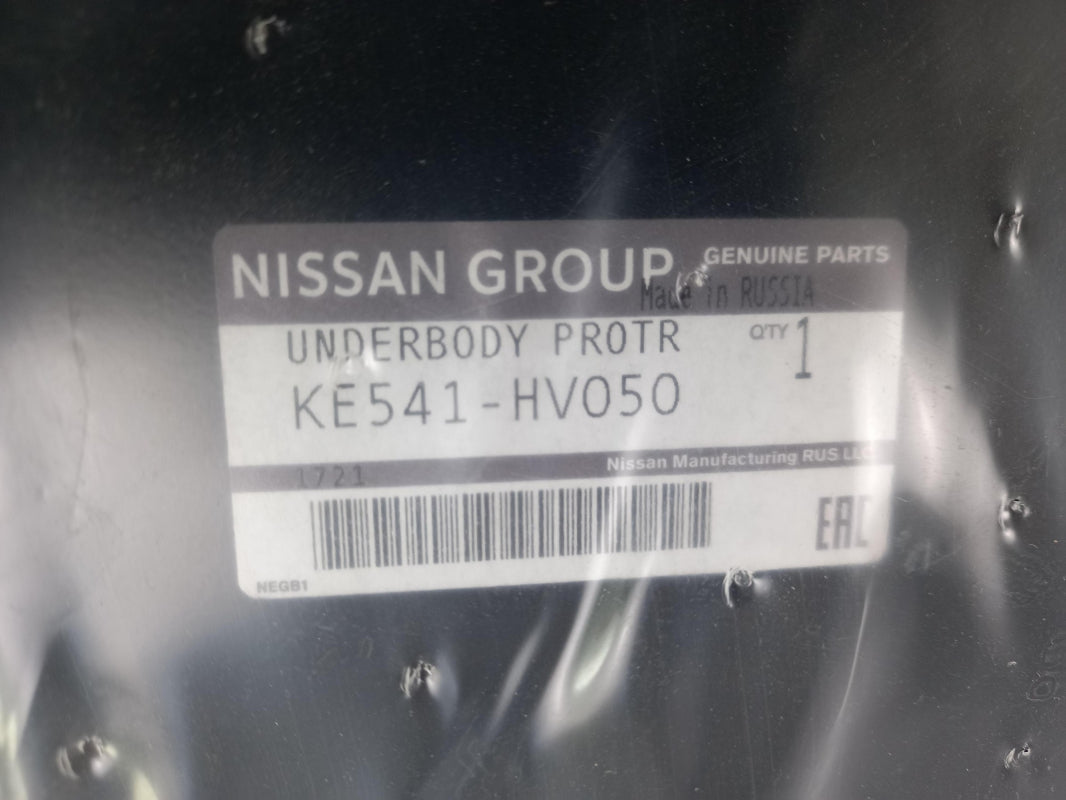 NISSAN GROUP GENUINE PARTS
Made in RUSSIA
UNDERBODY PROTR Q'TY 1
KE541-HV050
Nissan Manufacturing RUS LLC
1721
EAC
NEGB1